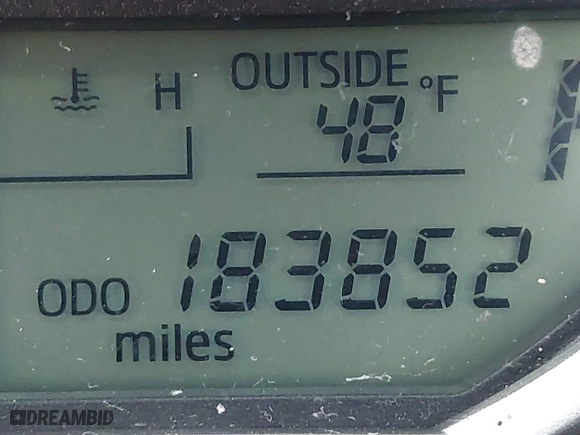 H OUTSIDE °F
48
183852
ODO
miles
DREAMBID